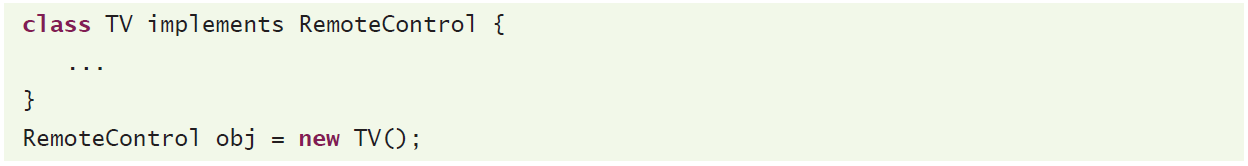 class TV implements RemoteControl {
...
}
RemoteControl obj = new TV();